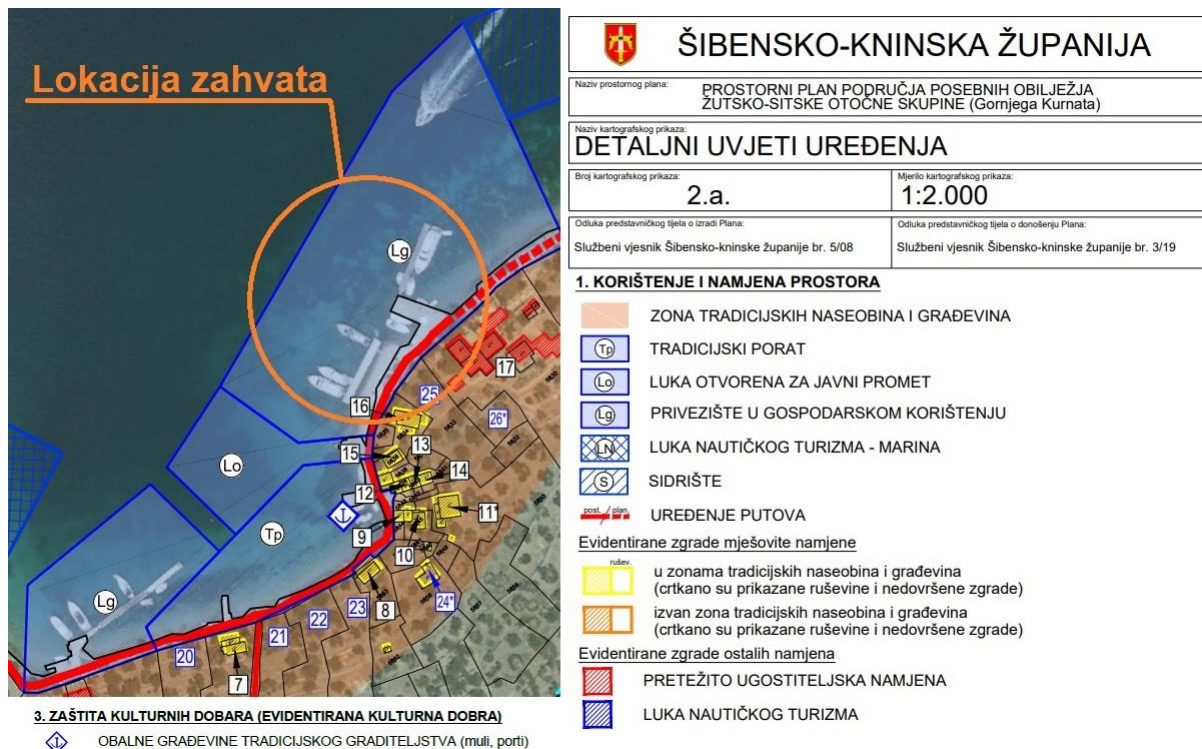 Lokacija zahvata
Lg
Lo
Tp
Lg
16
15
12
9
13
14
10
11*
17
25
26*
24*
8
23
22
21
20
7
3. ZAŠTITA KULTURNIH DOBARA (EVIDENTIRANA KULTURNA DOBRA)
OBALNE GRAĐEVINE TRADICIJSKOG GRADITELJSTVA (muli, porti)
ŠIBENSKO-KNINSKA ŽUPANIJA
Naziv prostornog plana: PROSTORNI PLAN PODRUČJA POSEBNIH OBILJEŽJA
ŽUTSKO-SITSKE OTOČNE SKUPINE (Gornjega Kurnata)
Naziv kartografskog prikaza:
DETALJNI UVJETI UREĐENJA
Broj kartografskog prikaza:
2.a.
Mjerilo kartografskog prikaza:
1:2.000
Odluka predstavničkog tijela o izradi Plana:
Službeni vjesnik Šibensko-kninske županije br. 5/08
Odluka predstavničkog tijela o donošenju Plana:
Službeni vjesnik Šibensko-kninske županije br. 3/19
1. KORIŠTENJE I NAMJENA PROSTORA
ZONA TRADICIJSKIH NASEOBINA I GRAĐEVINA
Tp TRADICIJSKI PORAT
Lo LUKA OTVORENA ZA JAVNI PROMET
Lg PRIVEZIŠTE U GOSPODARSKOM KORIŠTENJU
LN LUKA NAUTIČKOG TURIZMA - MARINA
S SIDRIŠTE
post. / plan. UREĐENJE PUTOVA
Evidentirane zgrade mješovite namjene
rušev.
u zonama tradicijskih naseobina i građevina
(crtkano su prikazane ruševine i nedovršene zgrade)
izvan zona tradicijskih naseobina i građevina
(crtkano su prikazane ruševine i nedovršene zgrade)
Evidentirane zgrade ostalih namjena
PRETEŽITO UGOSTITELJSKA NAMJENA
LUKA NAUTIČKOG TURIZMA